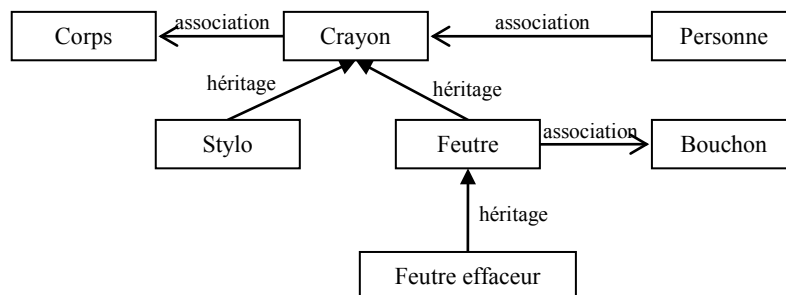 association
association
Corps
Crayon
Personne
héritage
héritage
association
Stylo
Feutre
Bouchon
héritage
Feutre effaceur